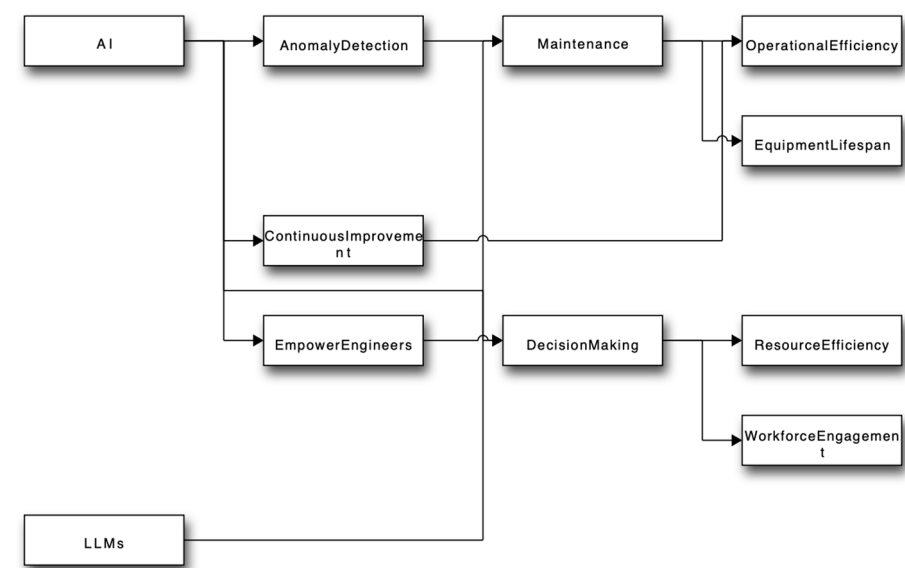 AI
AnomalyDetection
Maintenance
OperationalEfficiency
EquipmentLifespan
ContinuousImproveme
nt
EmpowerEngineers
DecisionMaking
ResourceEfficiency
WorkforceEngagemen
t
LLMs